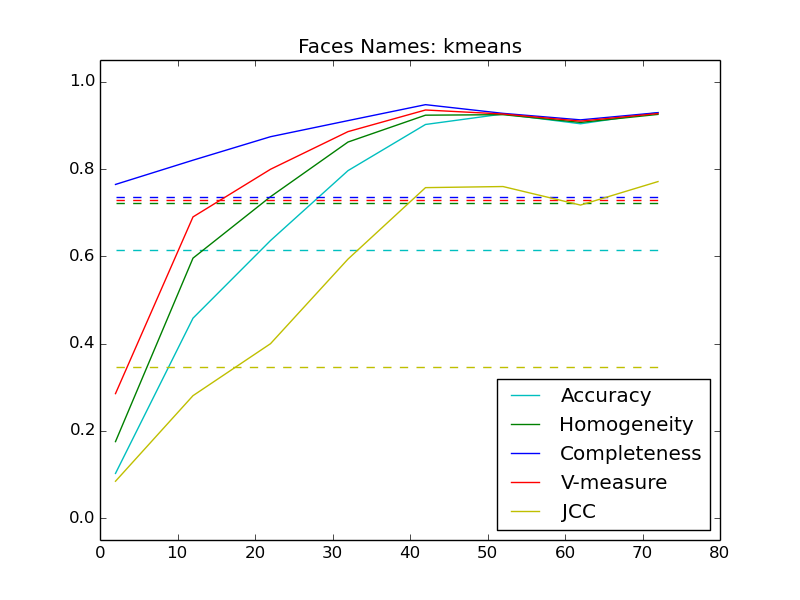 Faces Names: kmeans
1.0
0.8
0.6
0.4
0.2
0.0
Accuracy
Homogeneity
Completeness
V-measure
JCC
0 10 20 30 40 50 60 70 80